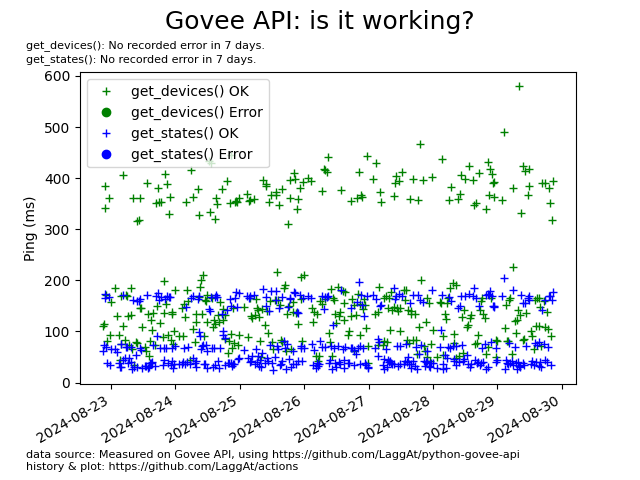 Govee API: is it working?
get_devices(): No recorded error in 7 days.
get_states(): No recorded error in 7 days.
get_devices() OK
get_devices() Error
get_states() OK
get_states() Error
Ping (ms)
600
500
400
300
200
100
0
2024-08-23
2024-08-24
2024-08-25
2024-08-26
2024-08-27
2024-08-28
2024-08-29
2024-08-30
data source: Measured on Govee API, using https://github.com/LaggAt/python-govee-api
history & plot: https://github.com/LaggAt/actions